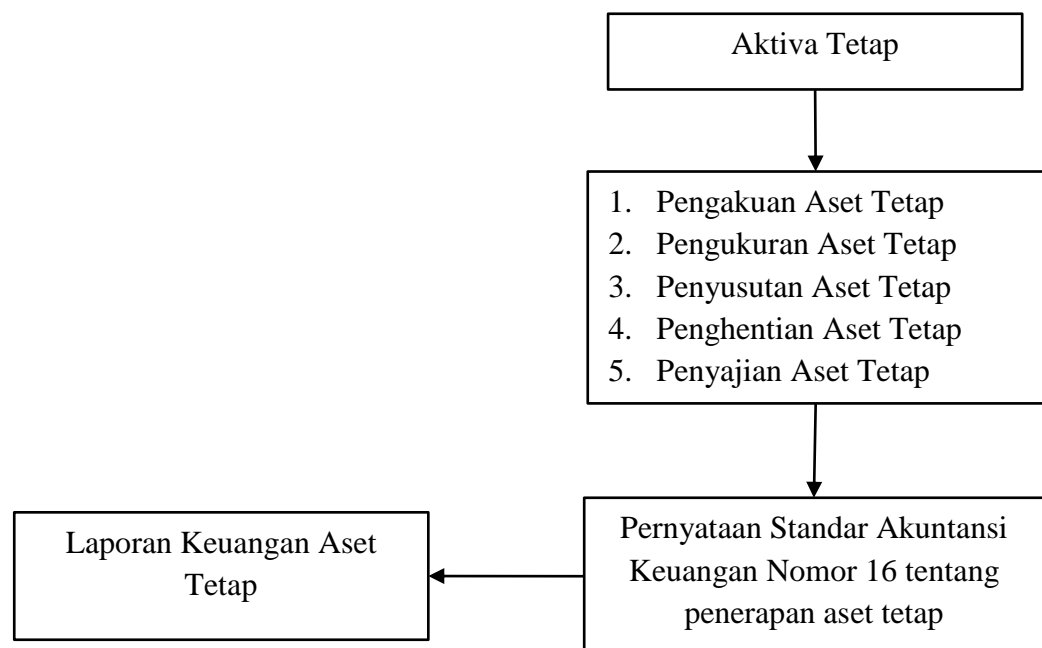 Aktiva Tetap
1. Pengakuan Aset Tetap
2. Pengukuran Aset Tetap
3. Penyusutan Aset Tetap
4. Penghentian Aset Tetap
5. Penyajian Aset Tetap
Pernyataan Standar Akuntansi
Keuangan Nomor 16 tentang
penerapan aset tetap
Laporan Keuangan Aset
Tetap